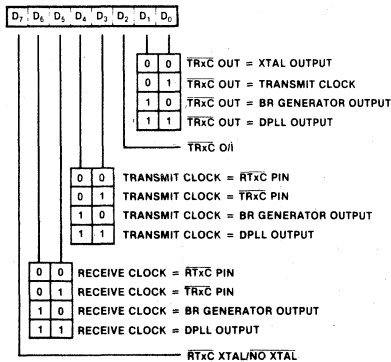 D7 D6 D5 D4 D3 D2 D1 D0
0 0 TRxC OUT = XTAL OUTPUT
0 1 TRxC OUT = TRANSMIT CLOCK
1 0 TRxC OUT = BR GENERATOR OUTPUT
1 1 TRxC OUT = DPLL OUTPUT
TRxC O/I
0 0 TRANSMIT CLOCK = RTxC PIN
0 1 TRANSMIT CLOCK = TRxC PIN
1 0 TRANSMIT CLOCK = BR GENERATOR OUTPUT
1 1 TRANSMIT CLOCK = DPLL OUTPUT
0 0 RECEIVE CLOCK = RTxC PIN
0 1 RECEIVE CLOCK = TRxC PIN
1 0 RECEIVE CLOCK = BR GENERATOR OUTPUT
1 1 RECEIVE CLOCK = DPLL OUTPUT
RTxC XTAL/NO XTAL